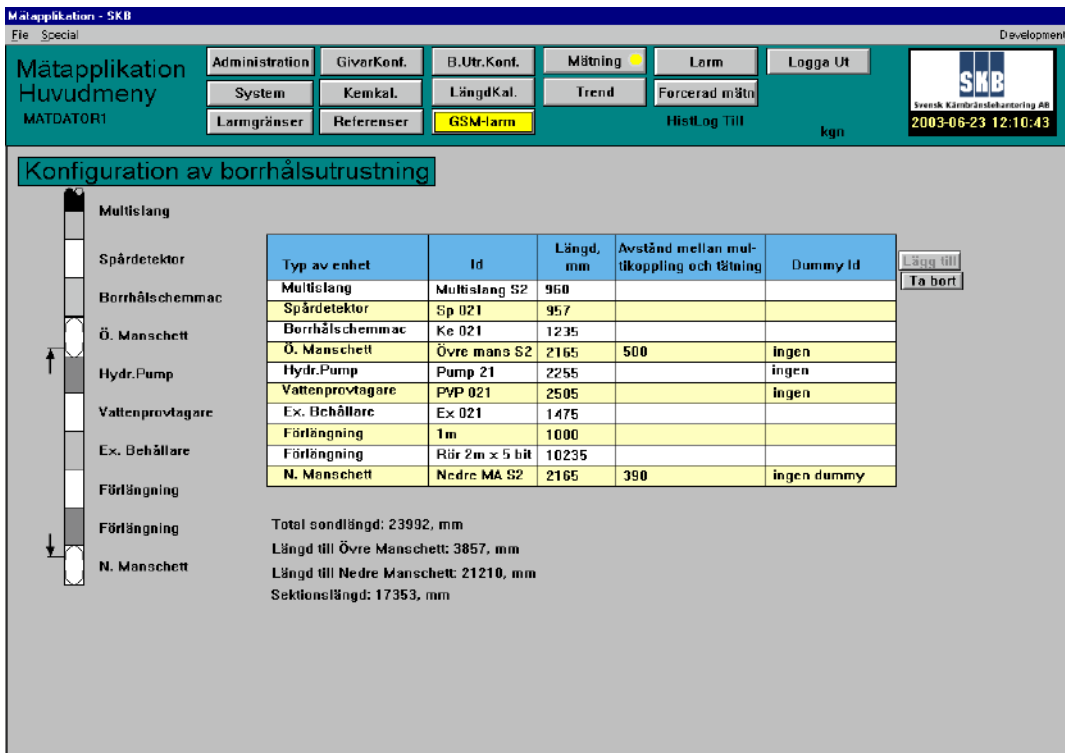 Mätapplikation - SKB
File Special Development
Mätapplikation
Huvudmeny
MATDATOR1
Administration GivarKonf. B.Utr.Konf. Mätning Larm Logga Ut
System Kemkal. LängdKal. Trend Forcerad mätn
Larmgränser Referenser GSM-larm HistLog Till kgn
SKB
Svensk Kärnbränslehantering AB
2003-06-23 12:10:43
Konfiguration av borrhålsutrustning
Multislang
Spårdetektor
Borrhålschemmac
Ö. Manschett
Hydr.Pump
Vattenprovtagare
Ex. Behållare
Förlängning
Förlängning
N. Manschett
Typ av enhet Id Längd, mm Avstånd mellan mul-tikoppling och tätning Dummy Id
Multislang Multislang S2 960
Spårdetektor Sp 021 957
Borrhålschemmac Ke 021 1235
Ö. Manschett Övre mans S2 2165 500 ingen
Hydr.Pump Pump 21 2255 ingen
Vattenprovtagare PVP 021 2505 ingen
Ex. Behållare Ex 021 1475
Förlängning 1m 1000
Förlängning Rör 2m x 5 bit 10235
N. Manschett Nedre MA S2 2165 390 ingen dummy
Lägg till
Ta bort
Total sondlängd: 23992, mm
Längd till Övre Manschett: 3857, mm
Längd till Nedre Manschett: 21210, mm
Sektionslängd: 17353, mm